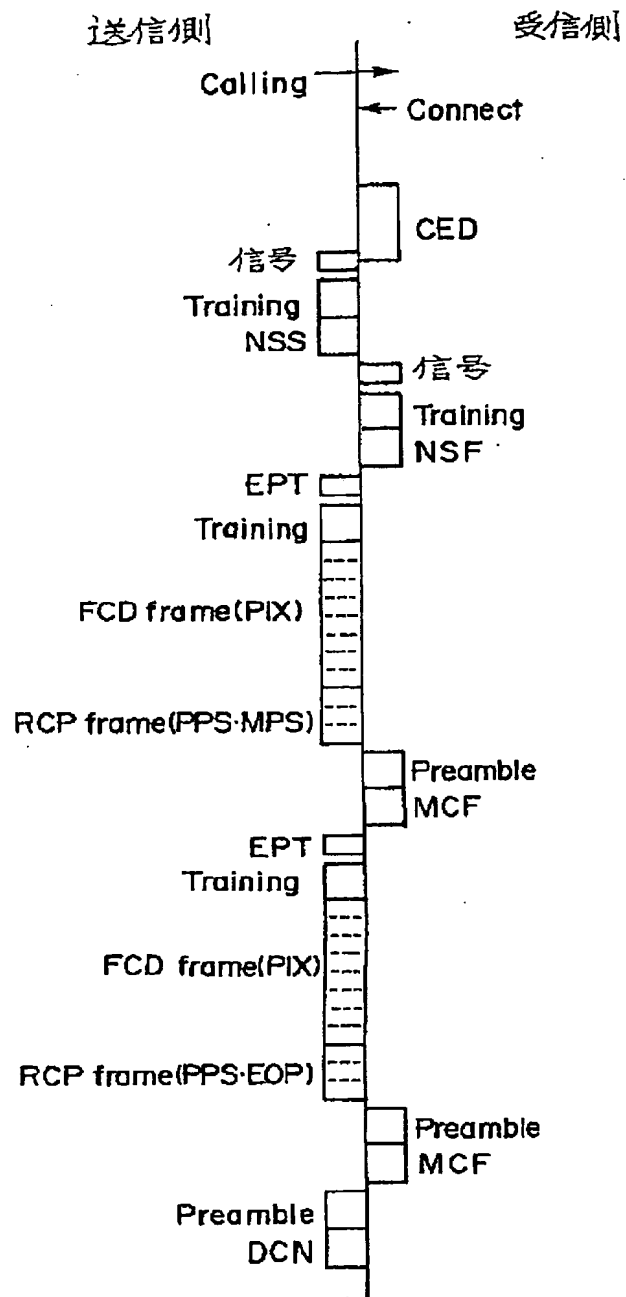 送信側
受信側
Calling
Connect
CED
信号
Training
NSS
信号
Training
NSF
EPT
Training
FCD frame(PIX)
RCP frame(PPS·MPS)
Preamble
MCF
EPT
Training
FCD frame(PIX)
RCP frame(PPS·EOP)
Preamble
MCF
Preamble
DCN